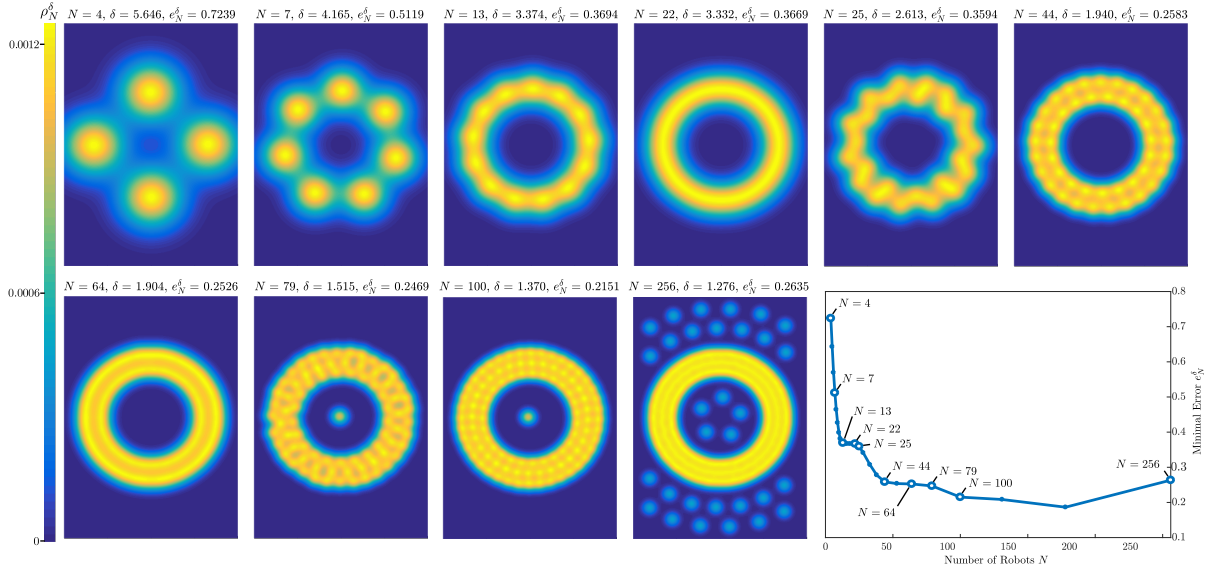 ρ_N^δ
N = 4, δ = 5.646, e_N^δ = 0.7239
N = 7, δ = 4.165, e_N^δ = 0.5119
N = 13, δ = 3.374, e_N^δ = 0.3694
N = 22, δ = 3.332, e_N^δ = 0.3669
N = 25, δ = 2.613, e_N^δ = 0.3594
N = 44, δ = 1.940, e_N^δ = 0.2583
0.0012
0.0006
0
N = 64, δ = 1.904, e_N^δ = 0.2526
N = 79, δ = 1.515, e_N^δ = 0.2469
N = 100, δ = 1.370, e_N^δ = 0.2151
N = 256, δ = 1.276, e_N^δ = 0.2635
N = 4
N = 7
N = 13
N = 22
N = 25
N = 44
N = 79
N = 256
N = 100
N = 64
0.8
0.7
0.6
0.5
0.4
0.3
0.2
0.1
Minimal Error e_N^δ
0 50 100 150 200 250
Number of Robots N